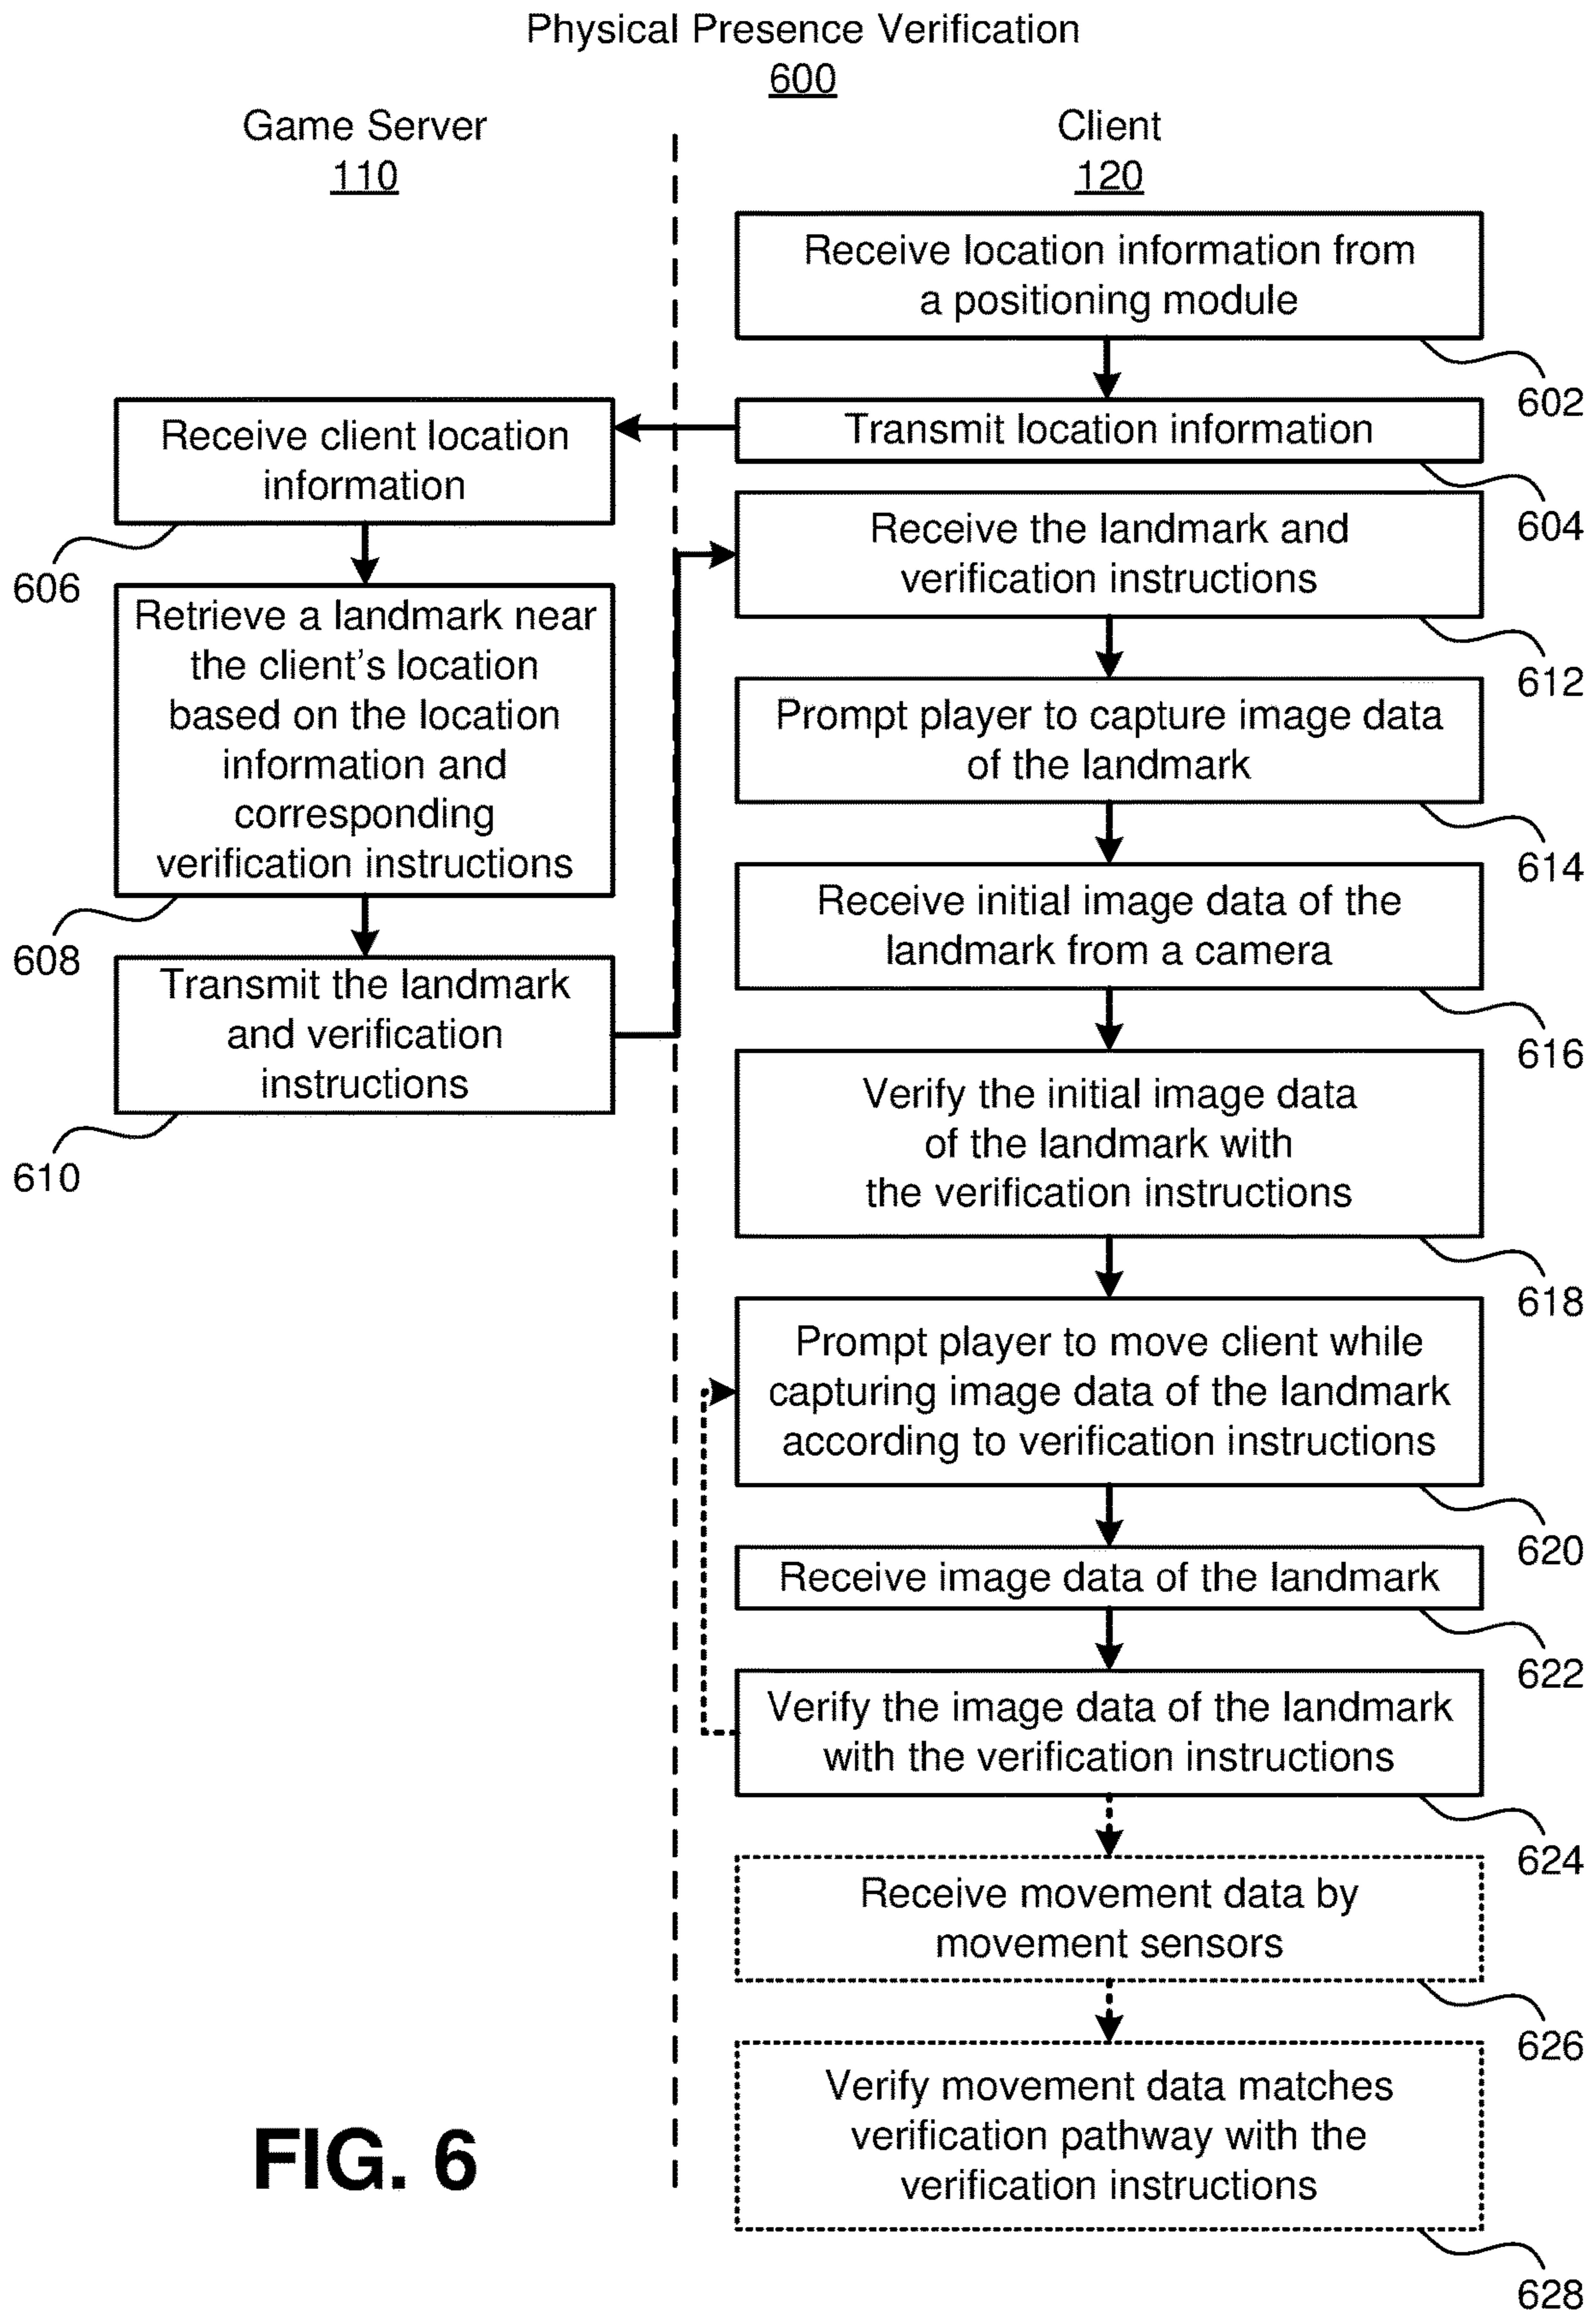 Physical Presence Verification
600
Game Server
110
Client
120
Receive location information from
a positioning module
602
Transmit location information
604
Receive client location
information
606
Retrieve a landmark near
the client's location
based on the location
information and
corresponding
verification instructions
608
Transmit the landmark
and verification
instructions
610
Receive the landmark and
verification instructions
612
Prompt player to capture image data
of the landmark
614
Receive initial image data of the
landmark from a camera
616
Verify the initial image data
of the landmark with
the verification instructions
618
Prompt player to move client while
capturing image data of the landmark
according to verification instructions
620
Receive image data of the landmark
622
Verify the image data of the landmark
with the verification instructions
624
Receive movement data by
movement sensors
626
Verify movement data matches
verification pathway with the
verification instructions
628
FIG. 6